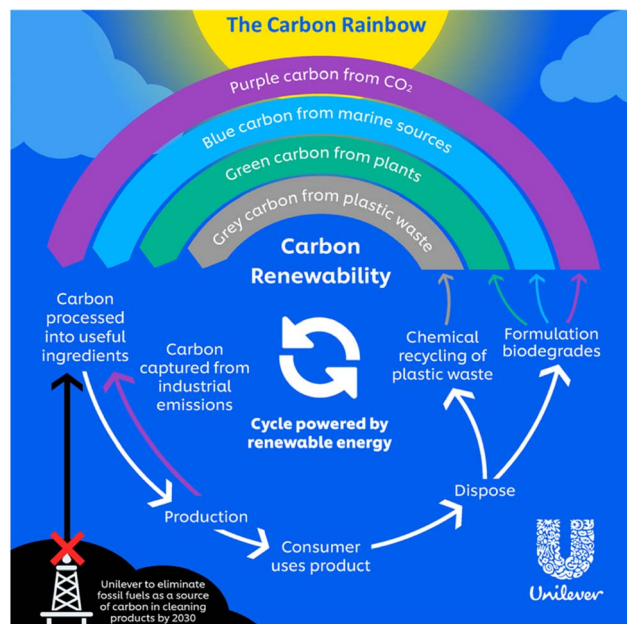 The Carbon Rainbow
Purple carbon from CO₂
Blue carbon from marine sources
Green carbon from plants
Grey carbon from plastic waste
Carbon
Renewability
Carbon
processed
into useful
ingredients
Carbon
captured from
industrial
emissions
Cycle powered by
renewable energy
Chemical
recycling of
plastic waste
Formulation
biodegrades
Production
Consumer
uses product
Dispose
Unilever to eliminate
fossil fuels as a source
of carbon in cleaning
products by 2030
Unilever